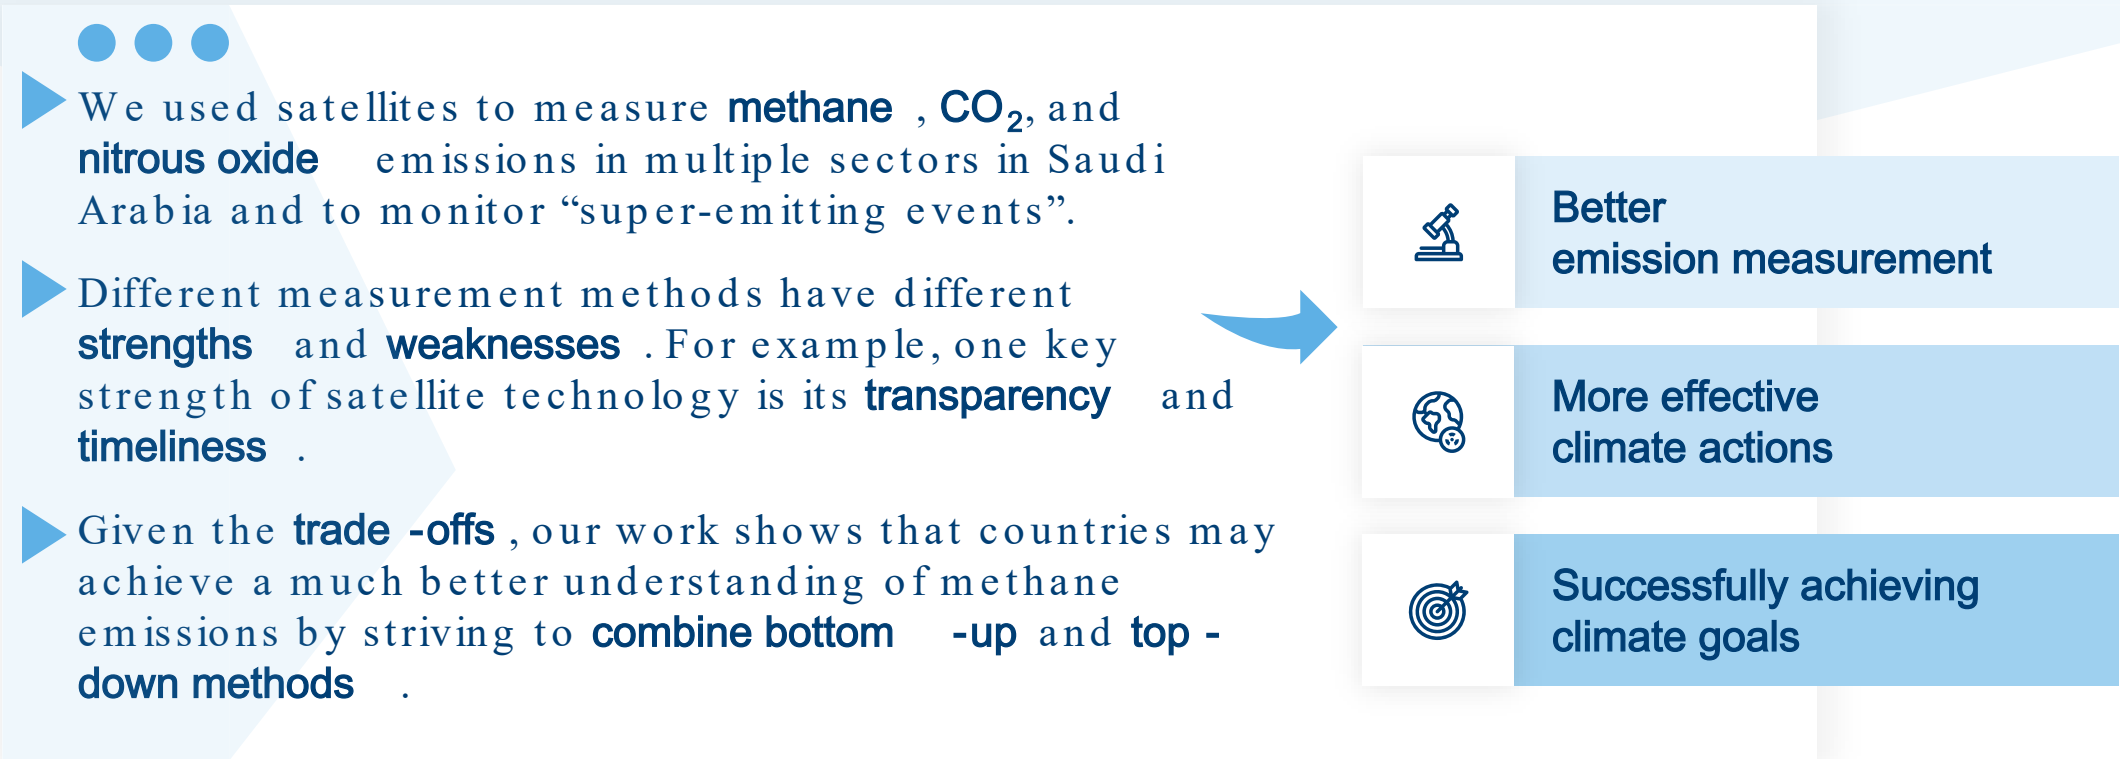 We used satellites to measure methane, CO₂, and
nitrous oxide emissions in multiple sectors in Saudi
Arabia and to monitor “super-emitting events”.
Different measurement methods have different
strengths and weaknesses. For example, one key
strength of satellite technology is its transparency and
timeliness.
Given the trade-offs, our work shows that countries may
achieve a much better understanding of methane
emissions by striving to combine bottom-up and top-
down methods.
Better
emission measurement
More effective
climate actions
Successfully achieving
climate goals